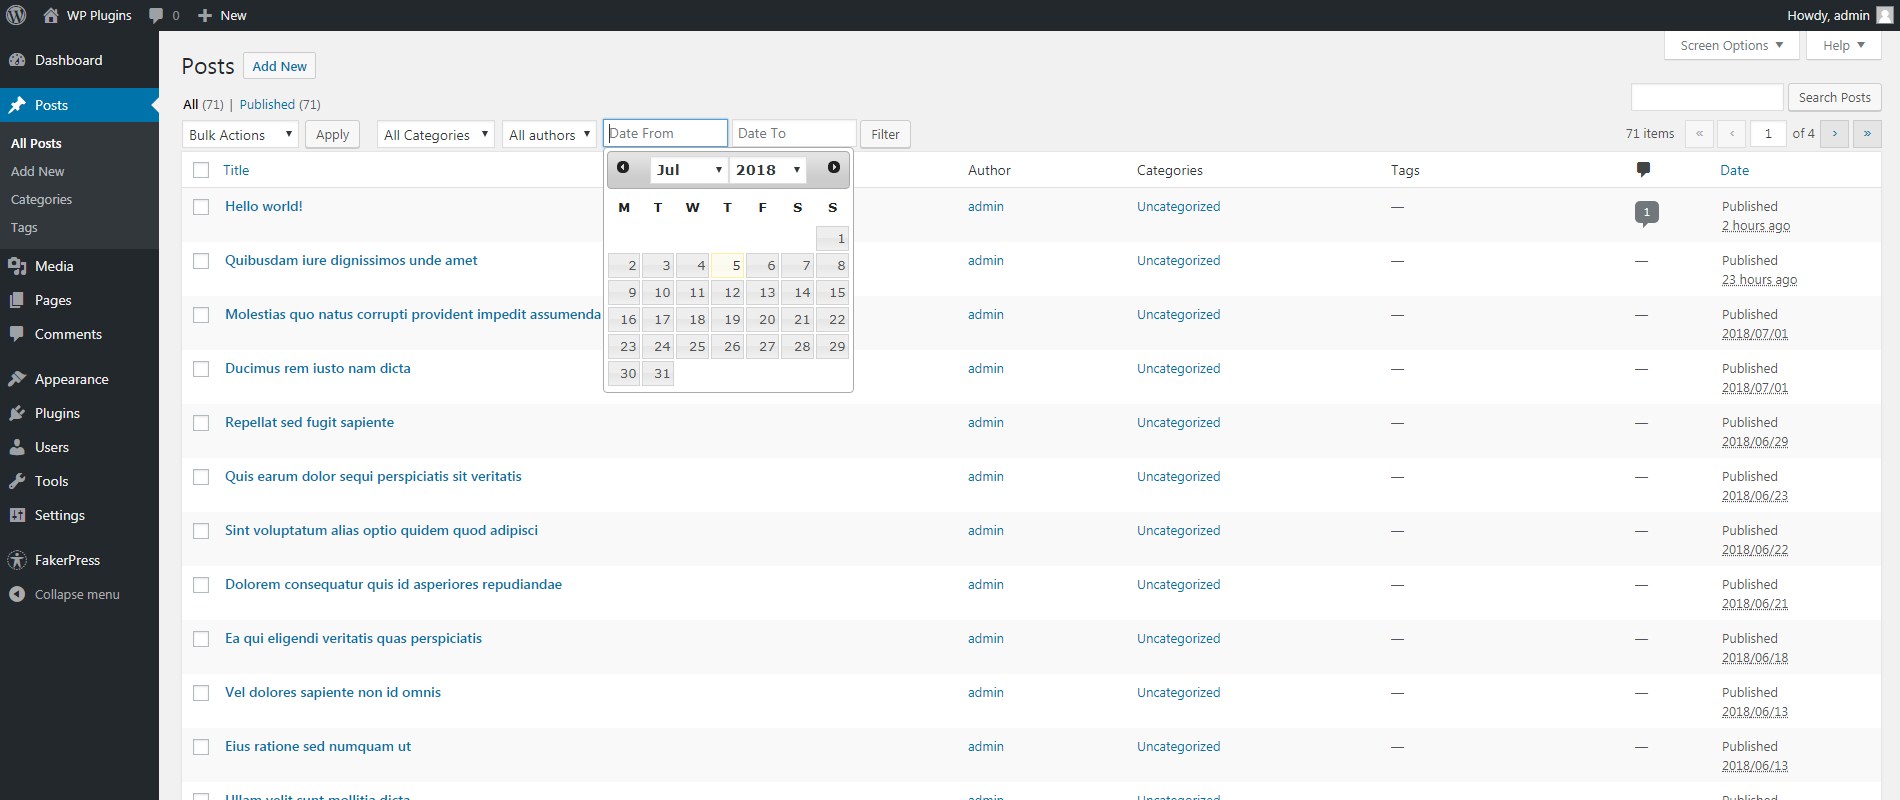 WP Plugins 0 New Howdy, admin
Screen Options Help
Dashboard
Posts
All Posts
Add New
Categories
Tags
Media
Pages
Comments
Appearance
Plugins
Users
Tools
Settings
FakerPress
Collapse menu
Posts Add New
All (71) | Published (71)
Search Posts
Bulk Actions Apply All Categories All authors Date From Date To Filter 71 items « ‹ 1 of 4 › »
Jul 2018
M T W T F S S
1
2 3 4 5 6 7 8
9 10 11 12 13 14 15
16 17 18 19 20 21 22
23 24 25 26 27 28 29
30 31
Title Author Categories Tags Date
Hello world! admin Uncategorized — 1 Published
2 hours ago
Quibusdam iure dignissimos unde amet admin Uncategorized — — Published
23 hours ago
Molestias quo natus corrupti provident impedit assumenda admin Uncategorized — — Published
2018/07/01
Ducimus rem iusto nam dicta admin Uncategorized — — Published
2018/07/01
Repellat sed fugit sapiente admin Uncategorized — — Published
2018/06/29
Quis earum dolor sequi perspiciatis sit veritatis admin Uncategorized — — Published
2018/06/23
Sint voluptatum alias optio quidem quod adipisci admin Uncategorized — — Published
2018/06/22
Dolorem consequatur quis id asperiores repudiandae admin Uncategorized — — Published
2018/06/21
Ea qui eligendi veritatis quas perspiciatis admin Uncategorized — — Published
2018/06/18
Vel dolores sapiente non id omnis admin Uncategorized — — Published
2018/06/13
Eius ratione sed numquam ut admin Uncategorized — — Published
2018/06/13
Ullam velit sunt mollitia dicta admin Uncategorized Published